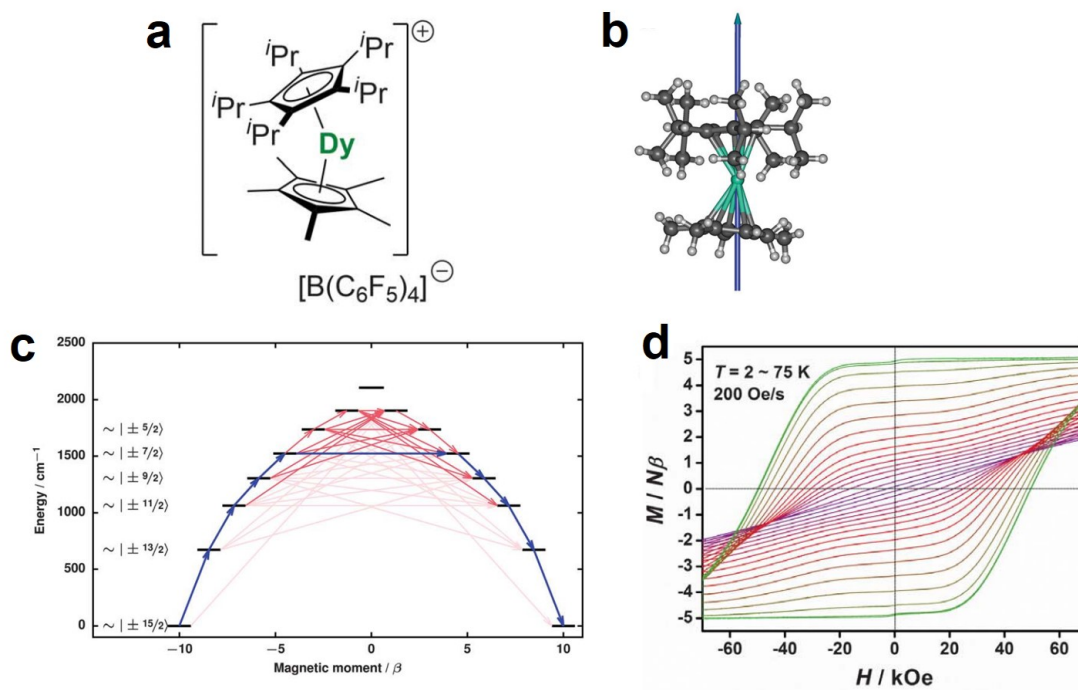 a
iPr
iPr
iPr
iPr
iPr
Dy
+
−
[B(C₆F₅)₄]
b
c
2500
2000
1500
1000
500
0
Energy / cm⁻¹
∼ | ± 5/2⟩
∼ | ± 7/2⟩
∼ | ± 9/2⟩
∼ | ± 11/2⟩
∼ | ± 13/2⟩
∼ | ± 15/2⟩
−10 −5 0 5 10
Magnetic moment / β
d
T = 2 ~ 75 K
200 Oe/s
5
4
3
2
1
0
-1
-2
-3
-4
-5
M / Nβ
-60 -40 -20 0 20 40 60
H / kOe